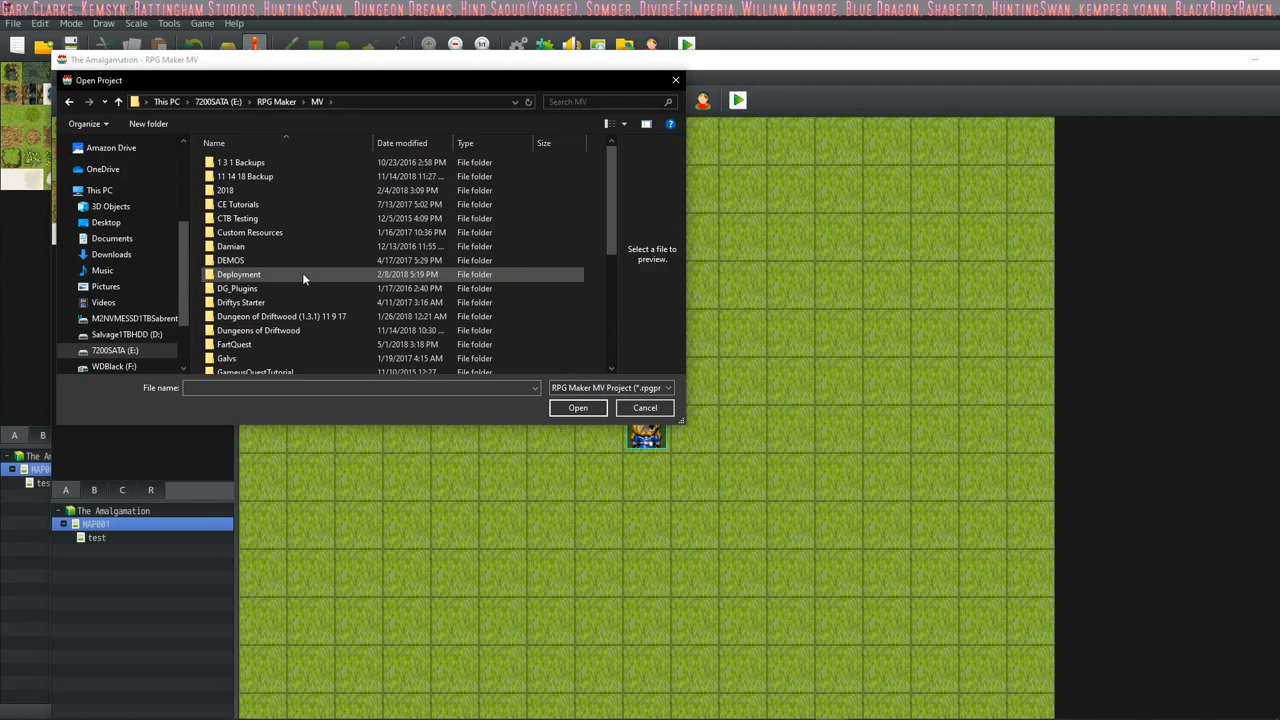 GABY CLARKE, KEMSYN, RATTINGHAM STUDIOS, HUNTINGSWAN, DUNGEON DREAMS, HIND SAOUD(YORAEE), SOMBER, DIVIDEETIMPERIA, WILLIAM MONROE, BLUE DRAGON, SHABETTO, HUNTINGSWAN, KEMPFER YOANN, BLACKRUBYRAVEN
File Edit Mode Draw Scale Tools Game Help
The Amalgamation - RPG Maker MV
Open Project
This PC › 7200SATA (E:) › RPG Maker › MV ›
Search MV
Organize
New folder
Name Date modified Type Size
Amazon Drive
OneDrive
This PC
3D Objects
Desktop
Documents
Downloads
Music
Pictures
Videos
M2NVMESSD1TBSabrent
Salvage1TBHDD (D:)
7200SATA (E:)
WDBlack (F:)
1 3 1 Backups 10/23/2016 2:58 PM File folder
11 14 18 Backup 11/14/2018 11:27 ... File folder
2018 2/4/2018 3:09 PM File folder
CE Tutorials 7/13/2017 5:02 PM File folder
CTB Testing 12/5/2015 4:09 PM File folder
Custom Resources 1/16/2017 10:36 PM File folder
Damian 12/13/2016 11:55 ... File folder
DEMOS 4/17/2017 5:29 PM File folder
Deployment 2/8/2018 5:19 PM File folder
DG_Plugins 1/17/2016 2:40 PM File folder
Driftys Starter 4/11/2017 3:16 AM File folder
Dungeon of Driftwood (1.3.1) 11 9 17 1/26/2018 12:21 AM File folder
Dungeons of Driftwood 11/14/2018 10:30 ... File folder
FartQuest 5/1/2018 3:18 PM File folder
Galvs 1/19/2017 4:15 AM File folder
GameusQuestTutorial 11/10/2015 12:27 File folder
Select a file to
preview.
File name:
RPG Maker MV Project (*.rpgpr
Open
Cancel
A B
The A
MAP0
tes
A B C R
The Amalgamation
MAP001
test